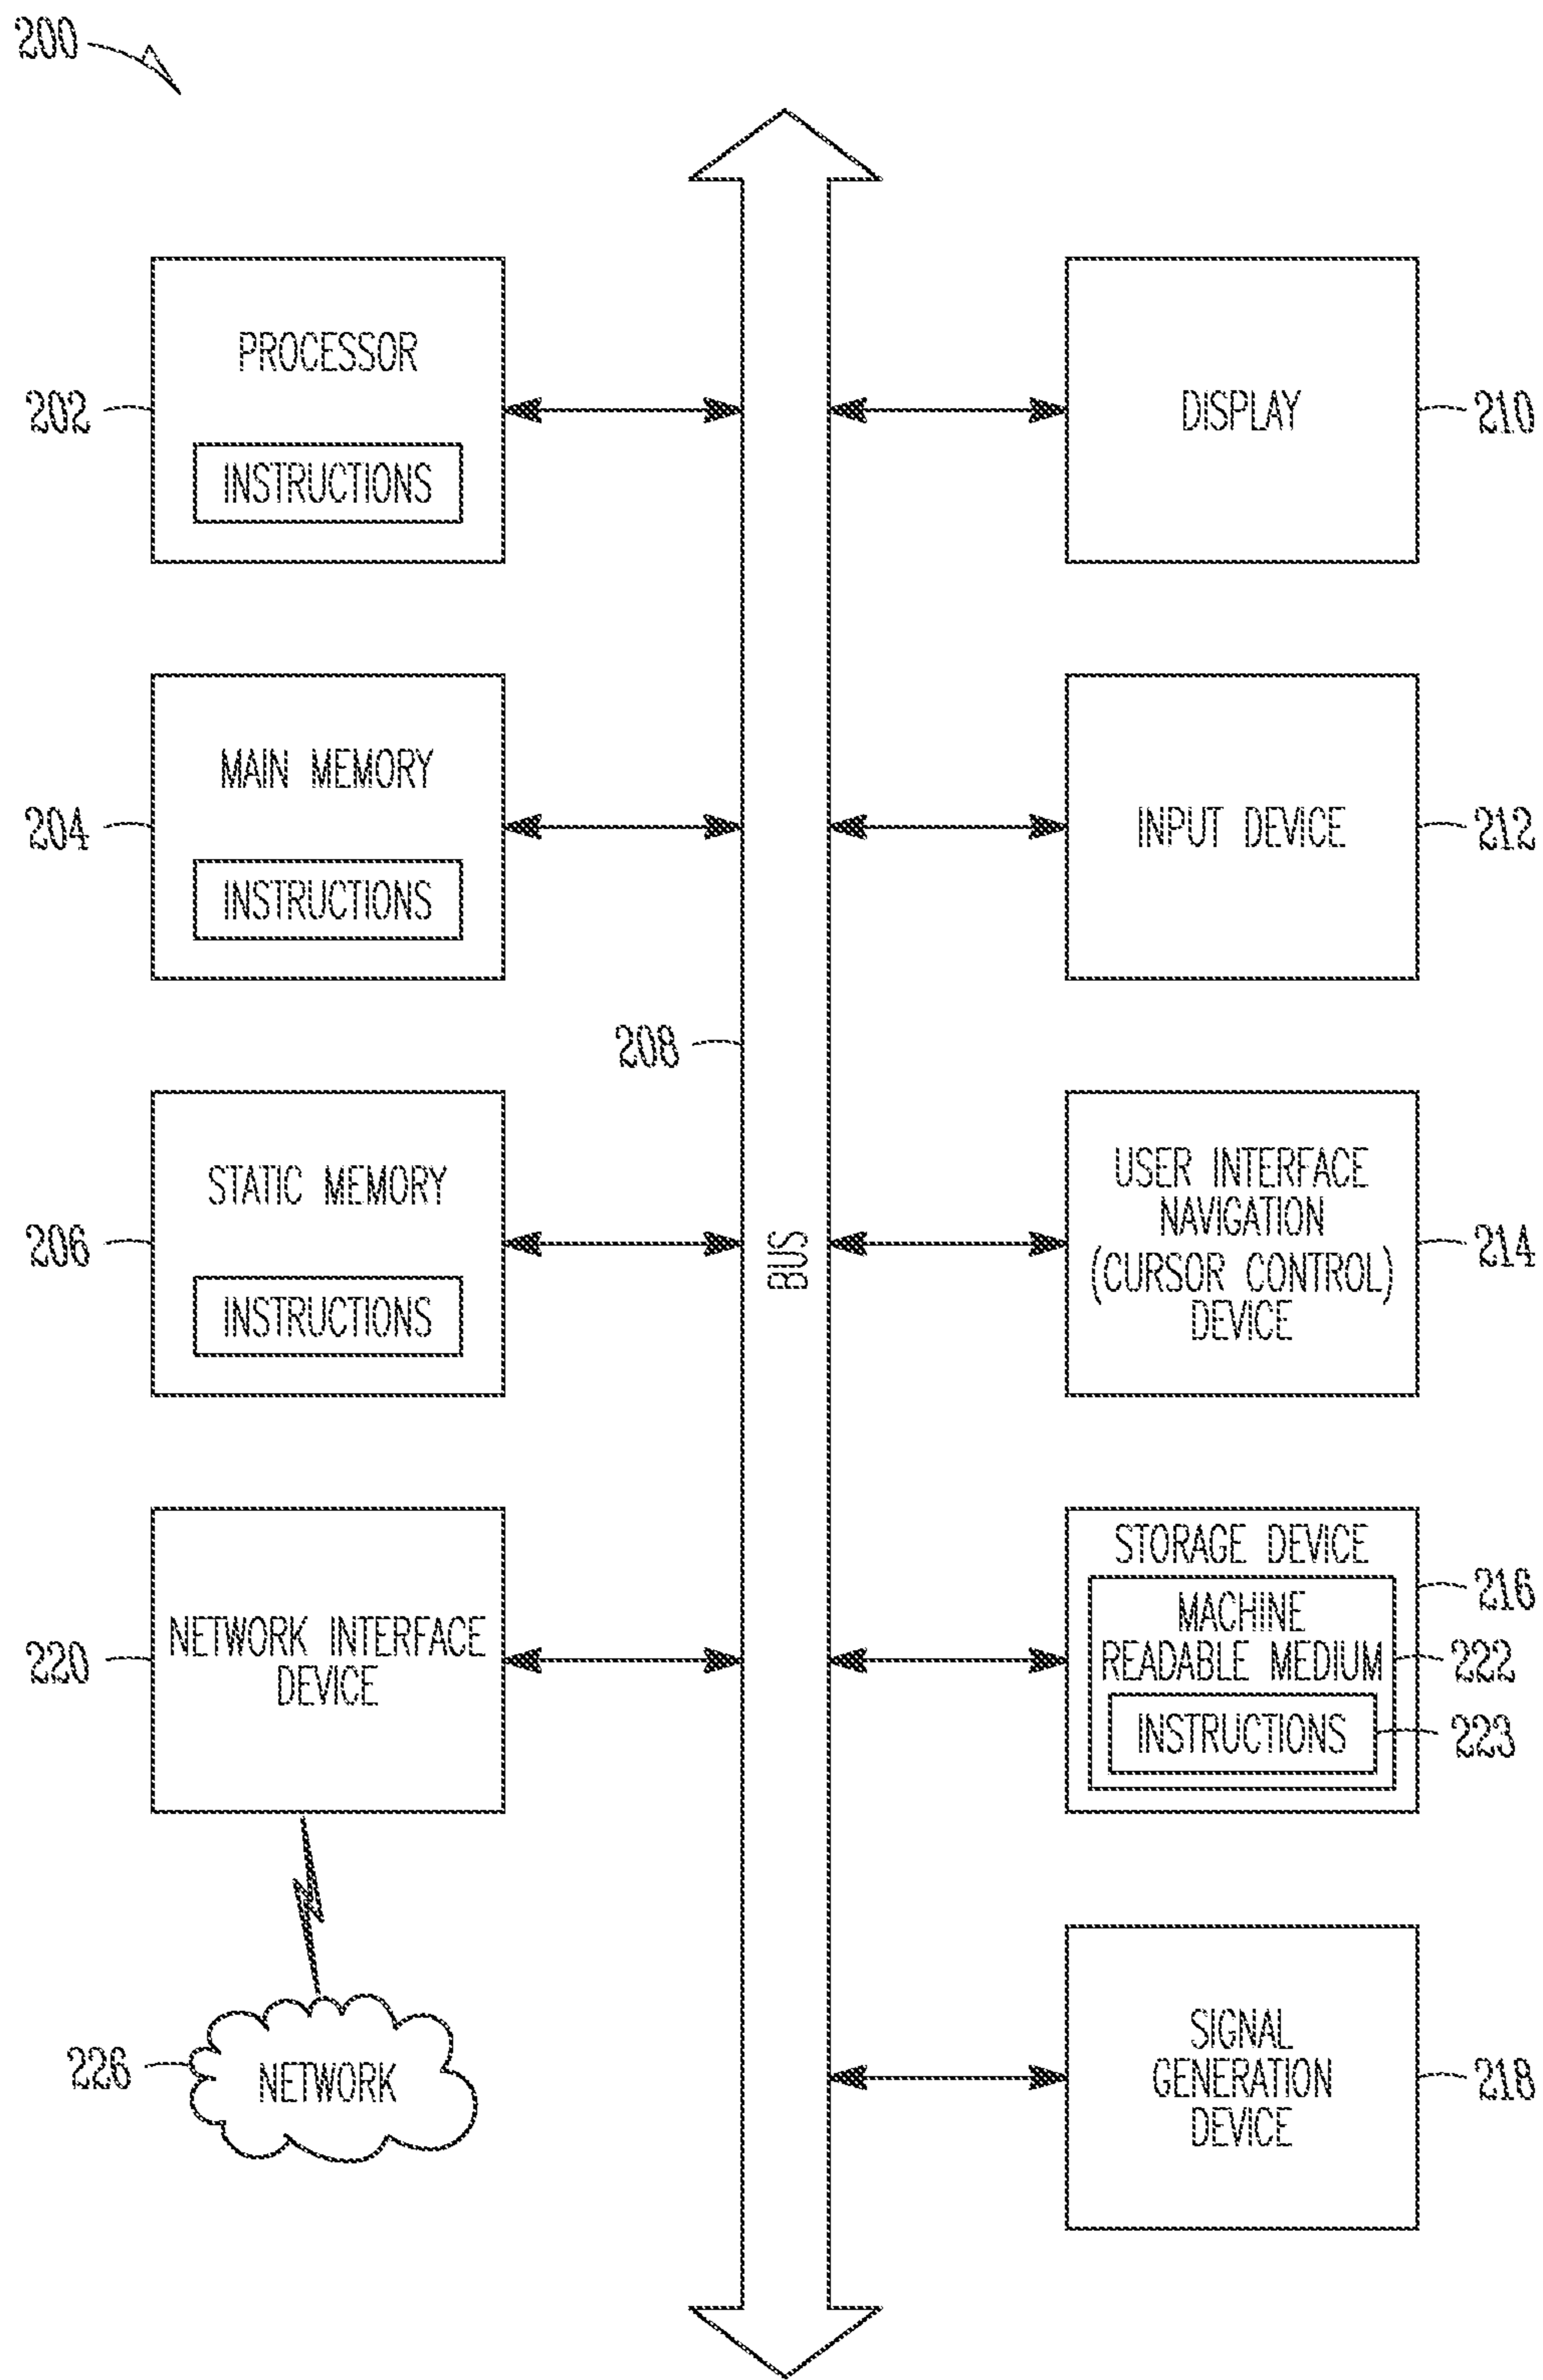 200
PROCESSOR
202
INSTRUCTIONS
DISPLAY
210
MAIN MEMORY
204
INSTRUCTIONS
INPUT DEVICE
212
208
BUS
STATIC MEMORY
206
INSTRUCTIONS
USER INTERFACE
NAVIGATION
(CURSOR CONTROL)
DEVICE
214
NETWORK INTERFACE
DEVICE
220
STORAGE DEVICE
216
MACHINE
READABLE MEDIUM
222
INSTRUCTIONS
223
226
NETWORK
SIGNAL
GENERATION
DEVICE
218